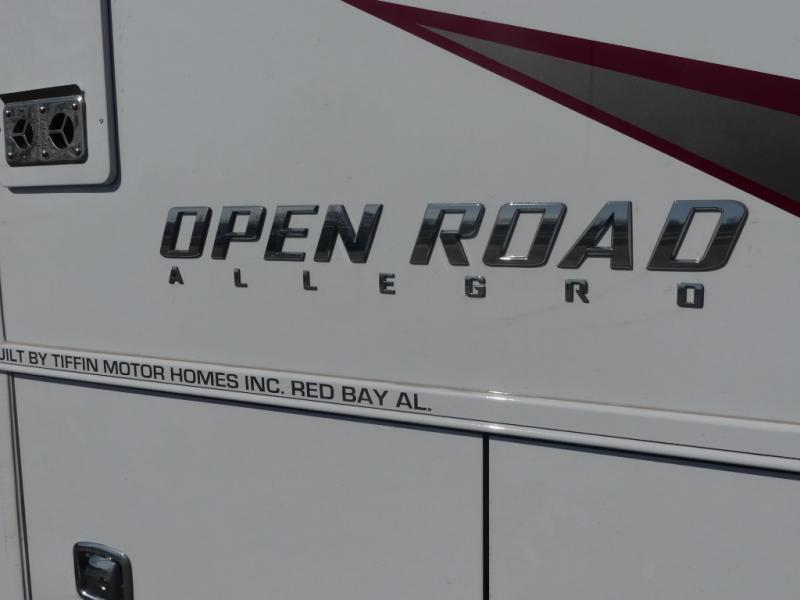 OPEN ROAD
ALLEGRO
UILT BY TIFFIN MOTOR HOMES INC. RED BAY AL.